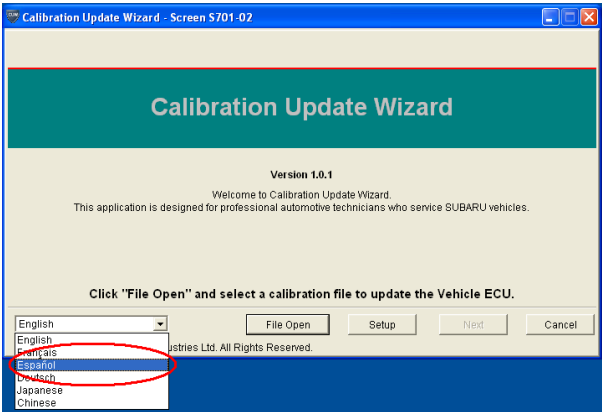 Calibration Update Wizard - Screen S701-02
Calibration Update Wizard
Version 1.0.1
Welcome to Calibration Update Wizard.
This application is designed for professional automotive technicians who service SUBARU vehicles.
Click "File Open" and select a calibration file to update the Vehicle ECU.
English File Open Setup Next Cancel
English
Français
ustries Ltd. All Rights Reserved.
Español
Deutsch
Japanese
Chinese